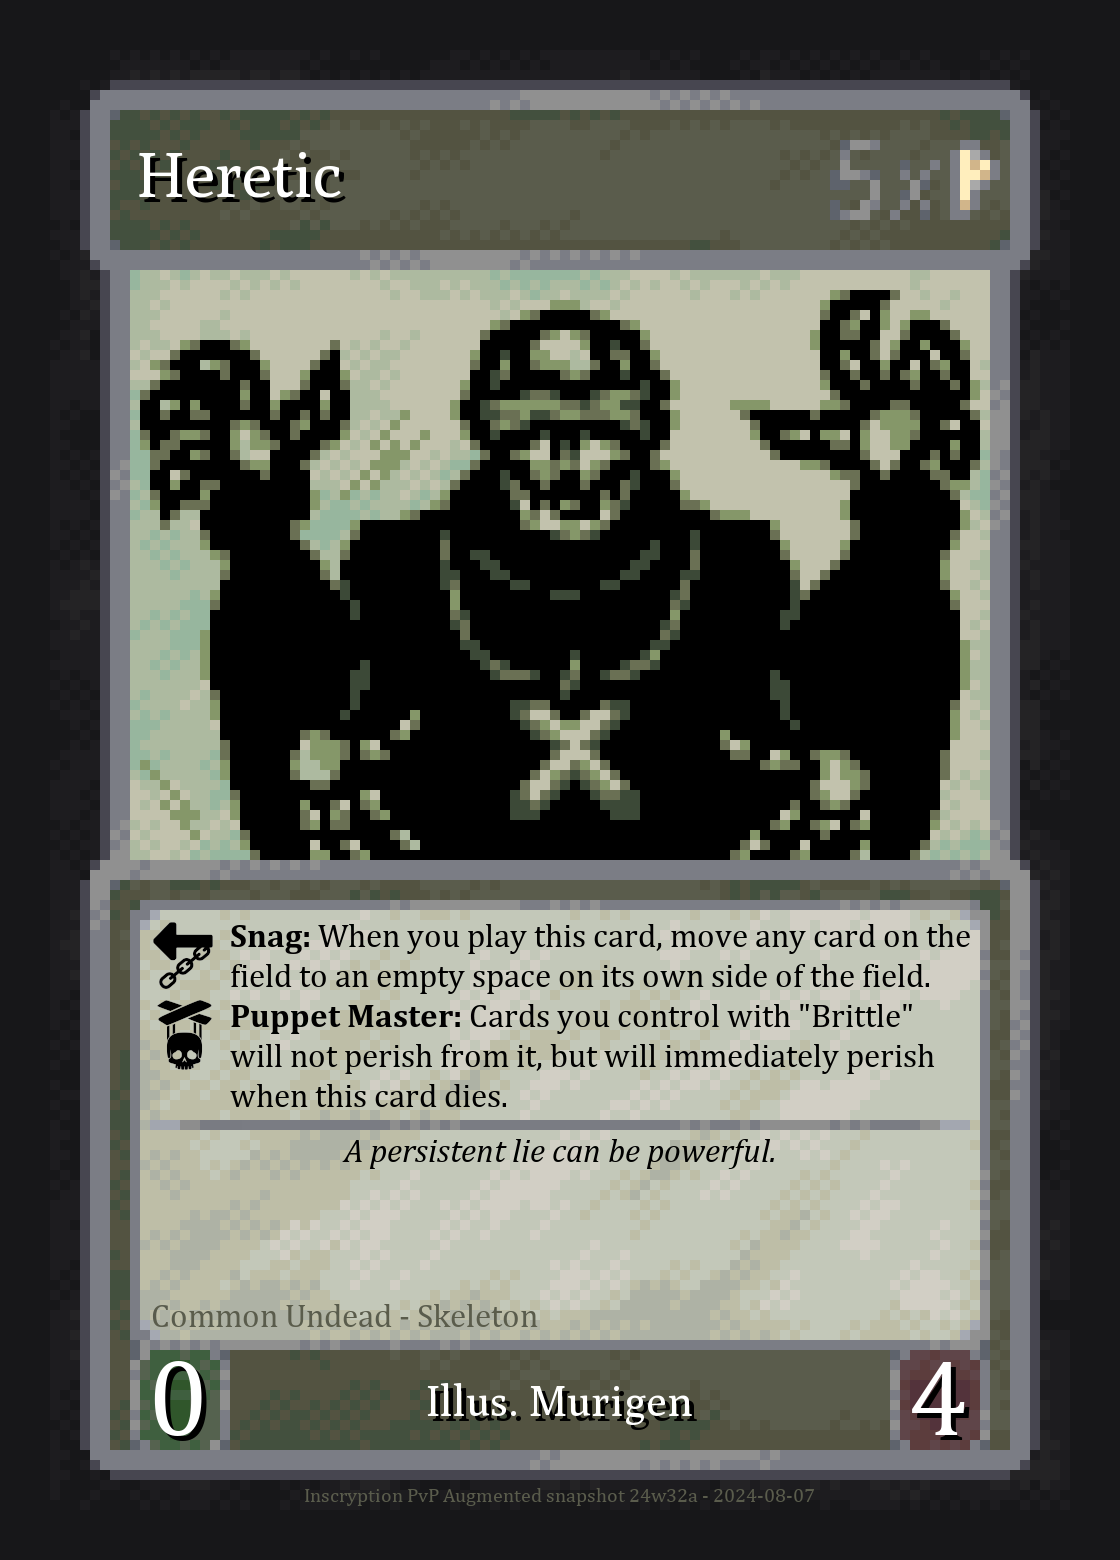 Heretic
5x
Snag: When you play this card, move any card on the
field to an empty space on its own side of the field.
Puppet Master: Cards you control with "Brittle"
will not perish from it, but will immediately perish
when this card dies.
A persistent lie can be powerful.
Common Undead - Skeleton
0
Illus. Murigen
4
Inscryption PvP Augmented snapshot 24w32a - 2024-08-07